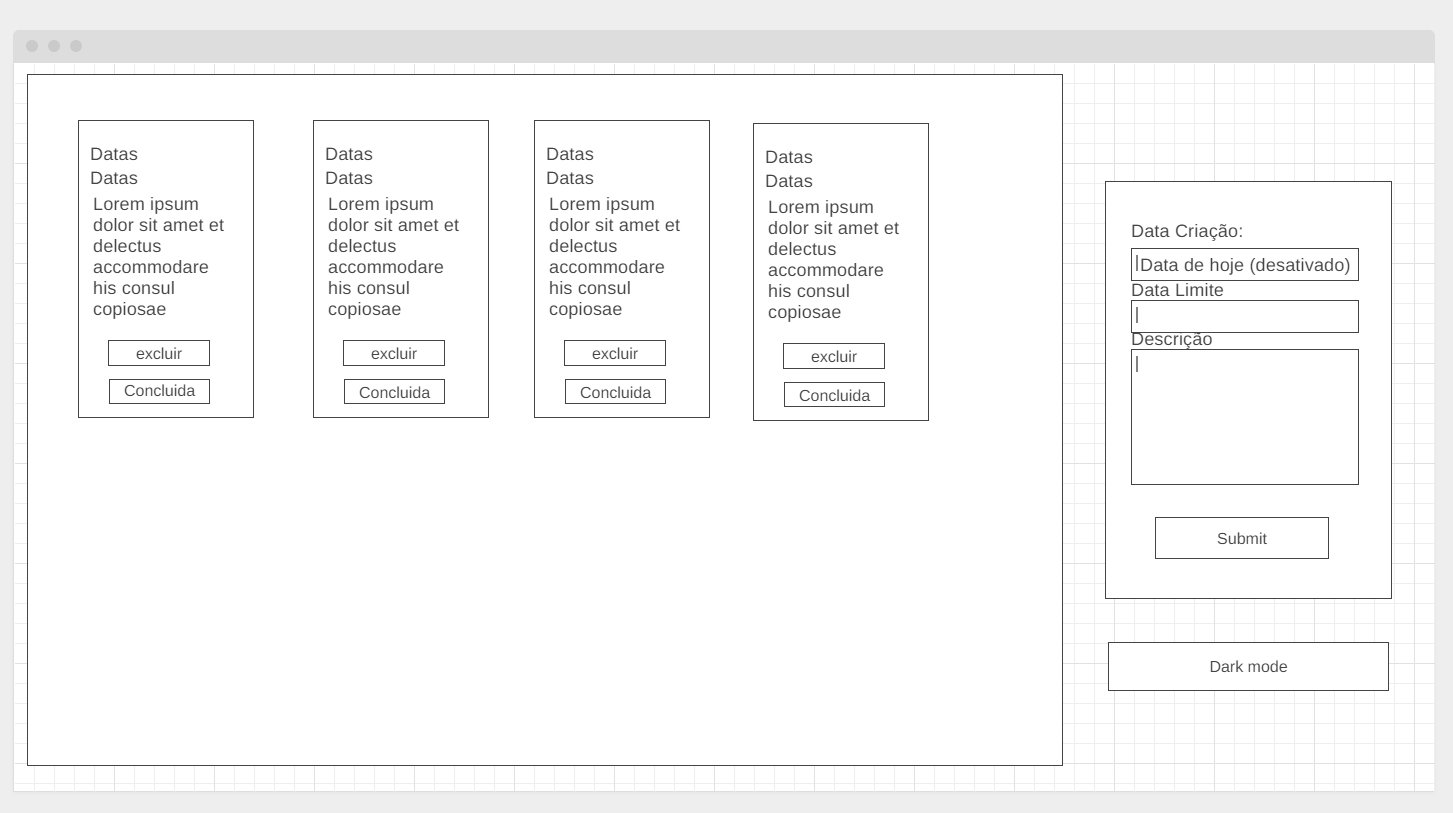 Datas
Datas
Lorem ipsum
dolor sit amet et
delectus
accommodare
his consul
copiosae
excluir
Concluida
Datas
Datas
Lorem ipsum
dolor sit amet et
delectus
accommodare
his consul
copiosae
excluir
Concluida
Datas
Datas
Lorem ipsum
dolor sit amet et
delectus
accommodare
his consul
copiosae
excluir
Concluida
Datas
Datas
Lorem ipsum
dolor sit amet et
delectus
accommodare
his consul
copiosae
excluir
Concluida
Data Criação:
Data de hoje (desativado)
Data Limite
Descrição
Submit
Dark mode